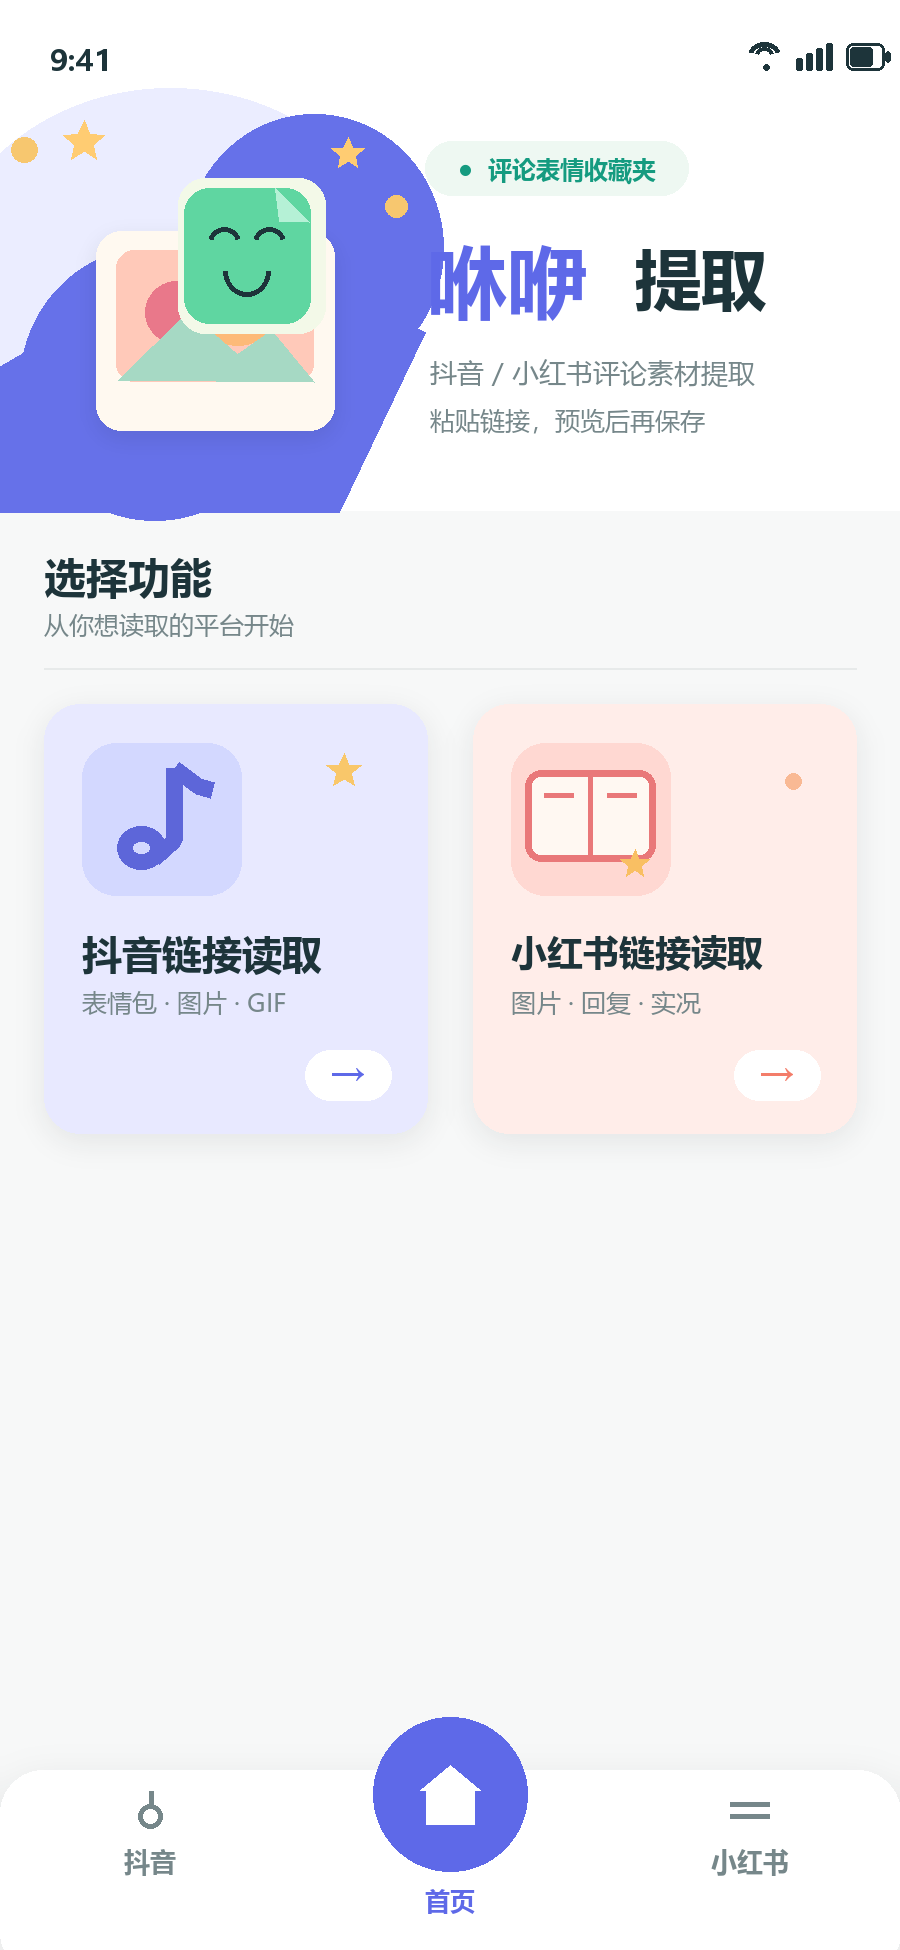 9:41
评论表情收藏夹
咻咿 提取
抖音 / 小红书评论素材提取
粘贴链接，预览后再保存
选择功能
从你想读取的平台开始
抖音链接读取
表情包 · 图片 · GIF
小红书链接读取
图片 · 回复 · 实况
抖音
首页
小红书